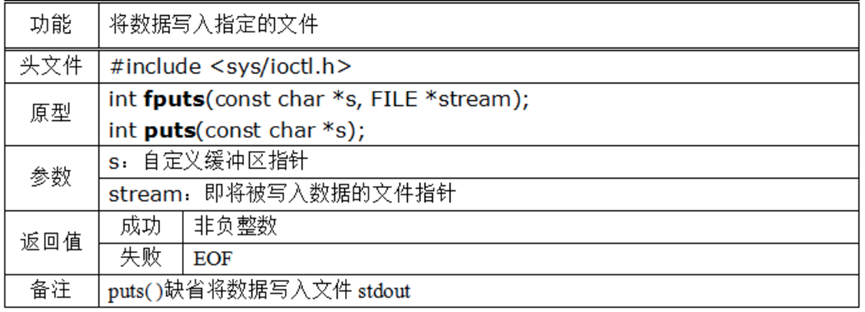 功能 将数据写入指定的文件
头文件 #include <sys/ioctl.h>
原型 int fputs(const char *s, FILE *stream);
int puts(const char *s);
参数 s：自定义缓冲区指针
stream：即将被写入数据的文件指针
返回值 成功 非负整数
失败 EOF
备注 puts( )缺省将数据写入文件 stdout